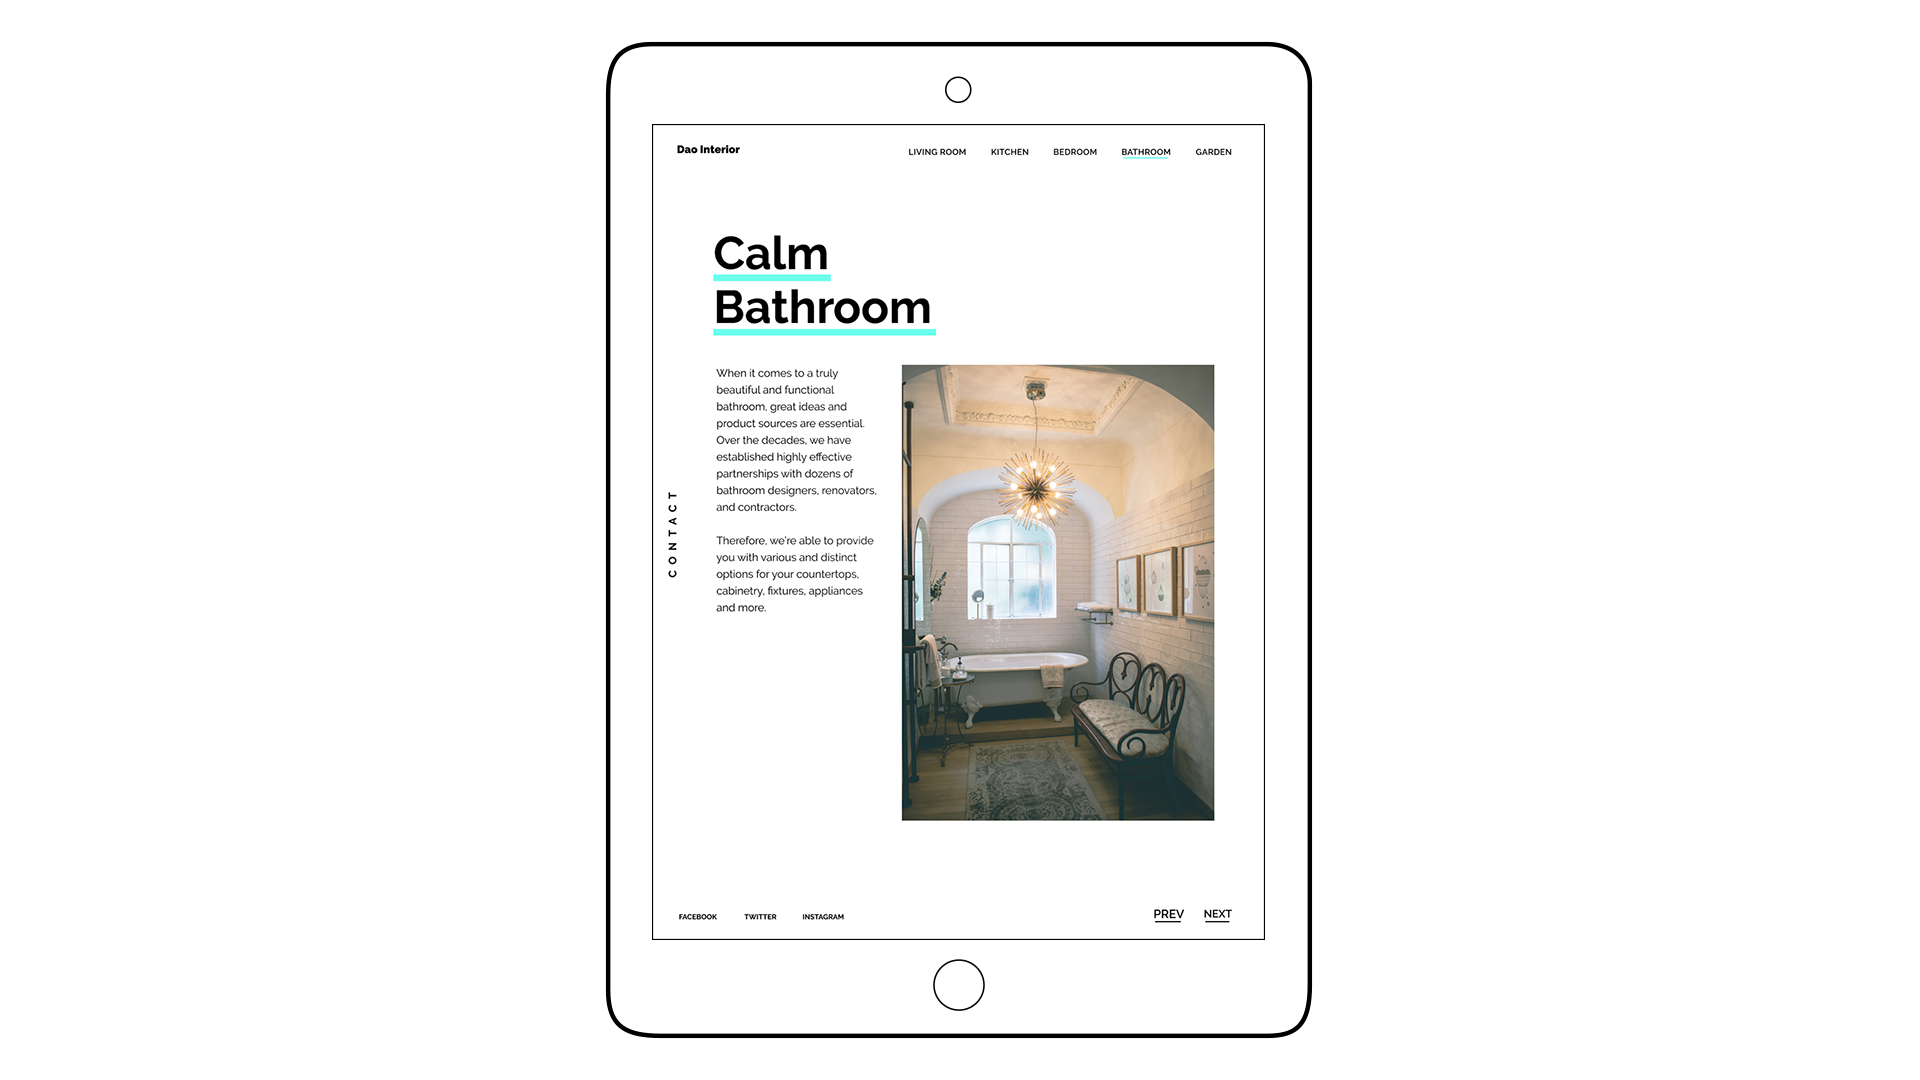 Dao Interior
LIVING ROOM KITCHEN BEDROOM BATHROOM GARDEN
Calm
Bathroom
When it comes to a truly
beautiful and functional
bathroom, great ideas and
product sources are essential.
Over the decades, we have
established highly effective
partnerships with dozens of
bathroom designers, renovators,
and contractors.
Therefore, we're able to provide
you with various and distinct
options for your countertops,
cabinetry, fixtures, appliances
and more.
CONTACT
FACEBOOK TWITTER INSTAGRAM
PREV NEXT